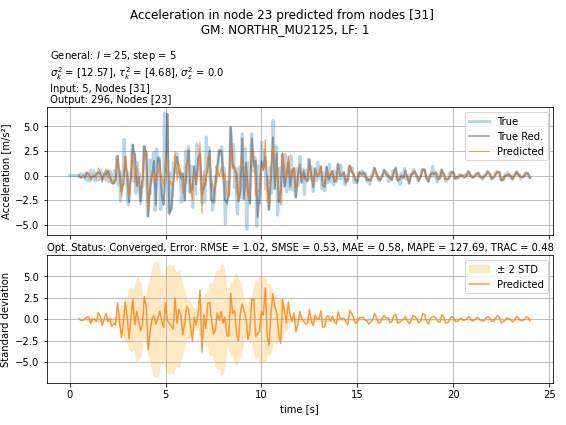 Acceleration in node 23 predicted from nodes [31]
GM: NORTHR_MU2125, LF: 1
General: l = 25, step = 5
σ²ₖ = [12.57], τ²ₖ = [4.68], σ²ε = 0.0
Input: 5, Nodes [31]
Output: 296, Nodes [23]
Acceleration [m/s²]
5.0
2.5
0.0
−2.5
−5.0
True
True Red.
Predicted
Opt. Status: Converged, Error: RMSE = 1.02, SMSE = 0.53, MAE = 0.58, MAPE = 127.69, TRAC = 0.48
Standard deviation
5.0
2.5
0.0
−2.5
−5.0
± 2 STD
Predicted
0 5 10 15 20 25
time [s]